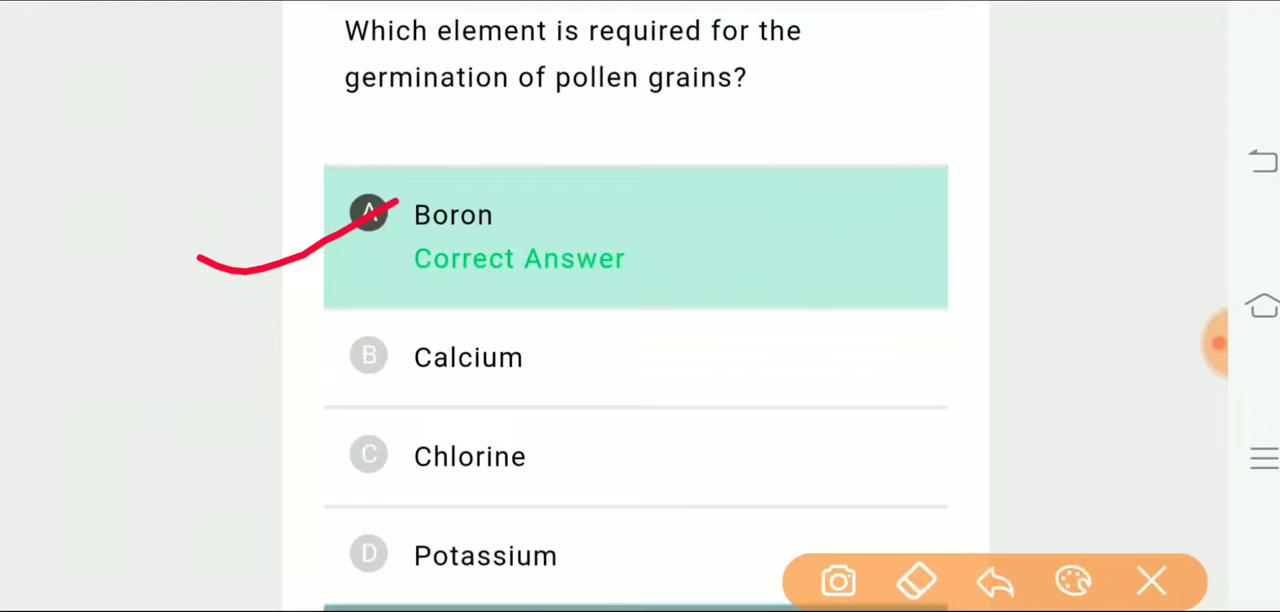 Which element is required for the
germination of pollen grains?
A Boron
Correct Answer
B Calcium
C Chlorine
D Potassium